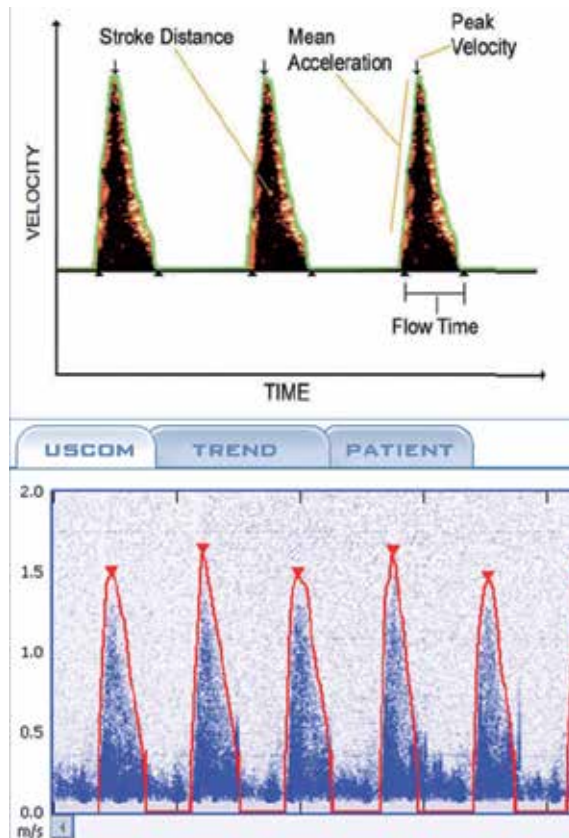 Stroke Distance
Mean
Acceleration
Peak
Velocity
VELOCITY
Flow Time
TIME
USCOM
TREND
PATIENT
2.0
1.5
1.0
0.5
0.0
m/s